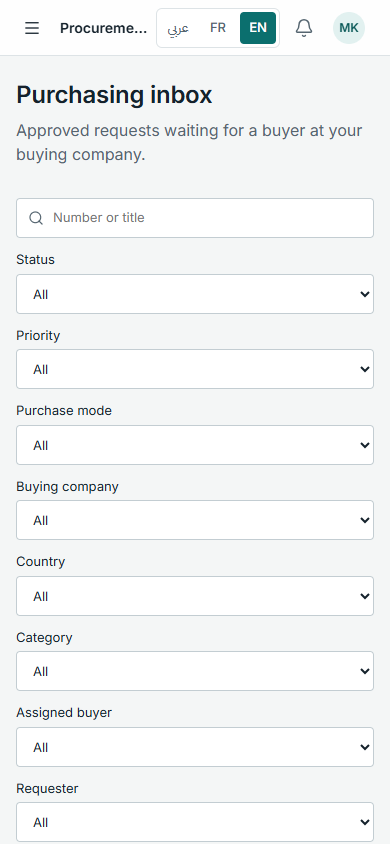 Procureme...
عربي
FR
EN
MK
Purchasing inbox
Approved requests waiting for a buyer at your
buying company.
Number or title
Status
All
Priority
All
Purchase mode
All
Buying company
All
Country
All
Category
All
Assigned buyer
All
Requester
All